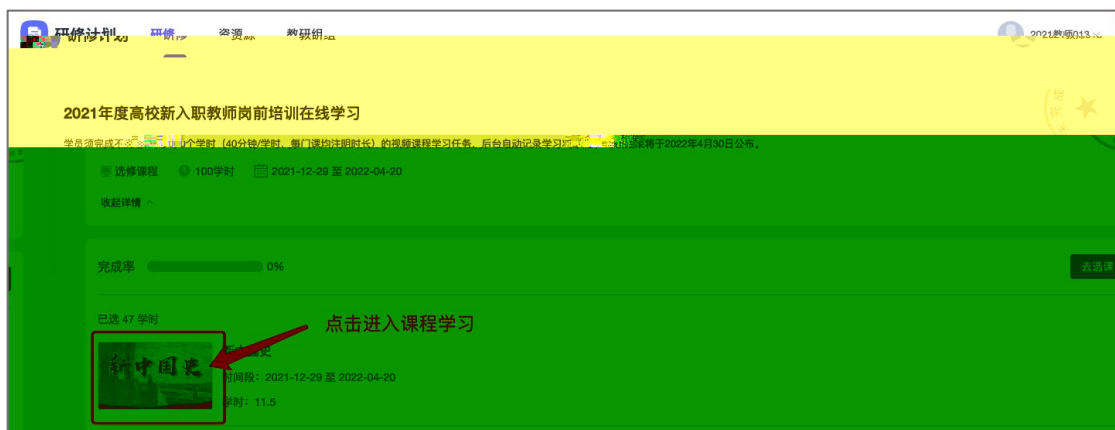 研修计划 研修 资源 教研组
2021教师013
2021年度高校新入职教师岗前培训在线学习
学员须完成不 0个学时（40分钟/学时、每门课均注明时长）的视频课程学习任务，后台自动记录学习 将于2022年4月30日公布。
选修课程 100学时 2021-12-29 至 2022-04-20
收起详情
完成率 0%
去选课
已选 47 学时
点击进入课程学习
新中国史
新中国史
时间段：2021-12-29 至 2022-04-20
学时：11.5